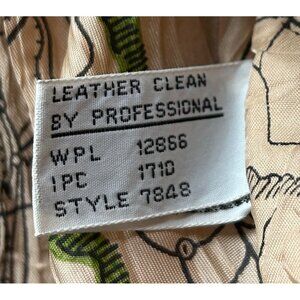 LEATHER CLEAN
BY PROFESSIONAL
WPL 12866
IPC 1710
STYLE 7848